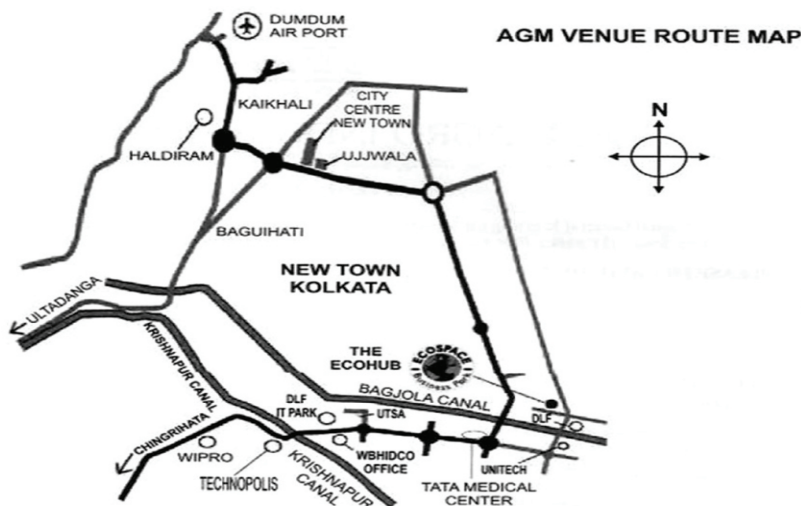 DUMDUM
AIR PORT
AGM VENUE ROUTE MAP
KAIKHALI
CITY
CENTRE
NEW TOWN
N
HALDIRAM
UJJWALA
BAGUIHATI
NEW TOWN
KOLKATA
ULTADANGA
KRISHNAPUR CANAL
THE
ECOHUB
ECOSPACE
Business Park
BAGJOLA CANAL
DLF
IT PARK
UTSA
DLF
CHINGRIHATA
WIPRO
TECHNOPOLIS
KRISHNAPUR
CANAL
WBHIDCO
OFFICE
TATA MEDICAL
CENTER
UNITECH